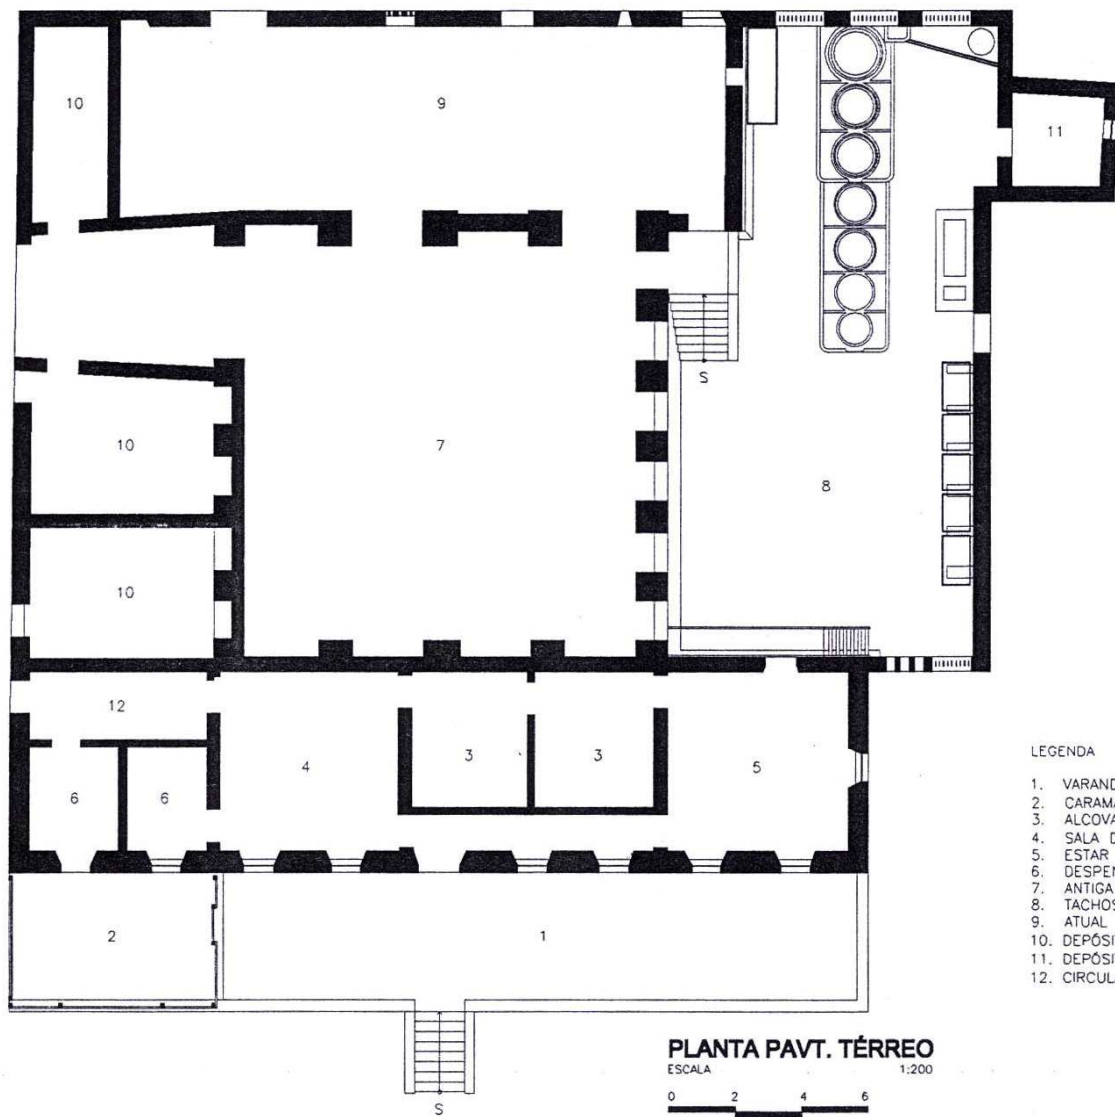 10
9
11
10
7
S
8
10
12
4
3
3
5
6
6
2
1
S
LEGENDA
1. VARAND
2. CARAMA
3. ALCOVA
4. SALA D
5. ESTAR
6. DESPEN
7. ANTIGA
8. TACHOS
9. ATUAL
10. DEPÓSI
11. DEPÓSI
12. CIRCUL
PLANTA PAVT. TÉRREO
ESCALA 1:200
0 2 4 6